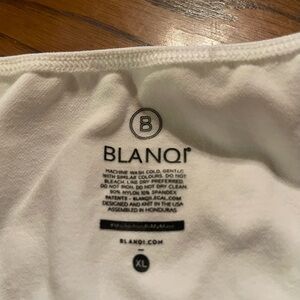 B
BLANQI
MACHINE WASH COLD, GENTLE
WITH SIMILAR COLOURS. DO NOT
BLEACH. LINE DRY PREFERRED.
DO NOT IRON. DO NOT DRY CLEAN.
90% NYLON 10% SPANDEX
PATENTS - BLANQILEGAL.COM
DESIGNED AND KNIT IN THE USA
ASSEMBLED IN HONDURAS
BLANQI.COM
XL